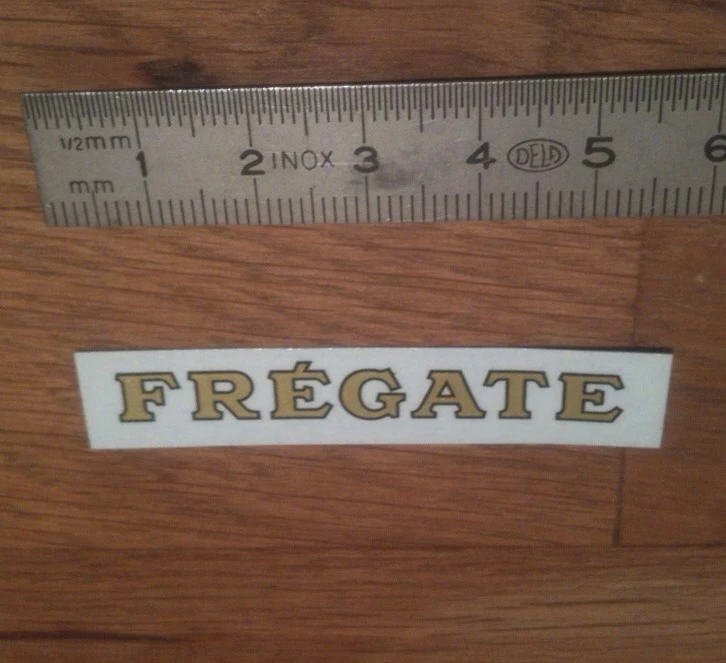 1/2mm 1 2 INOX 3 4 DELA 5 6
mm
FRÉGATE